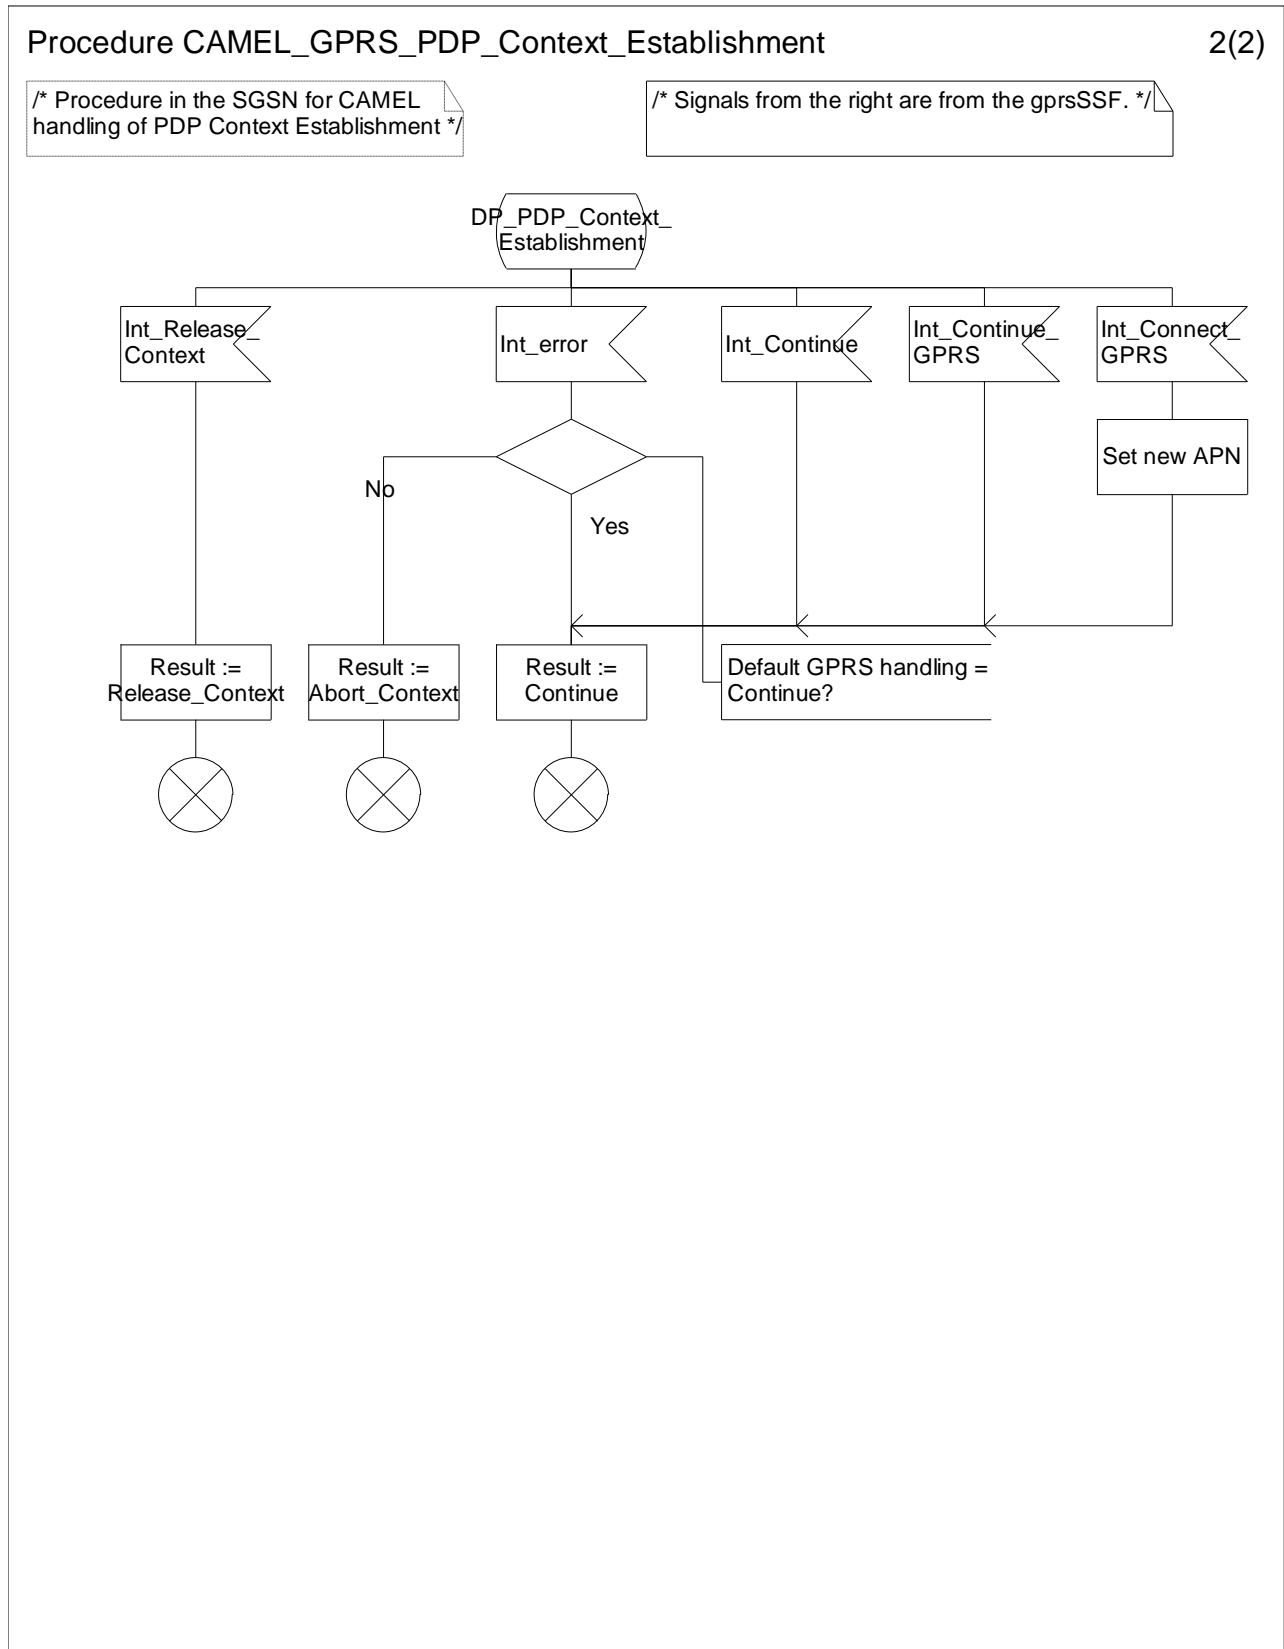 Procedure CAMEL_GPRS_PDP_Context_Establishment 2(2)
/* Procedure in the SGSN for CAMEL
handling of PDP Context Establishment */
/* Signals from the right are from the gprsSSF. */
DP_PDP_Context_
Establishment
Int_Release_
Context
Int_error
Int_Continue
Int_Continue_
GPRS
Int_Connect_
GPRS
Set new APN
No
Yes
Result :=
Release_Context
Result :=
Abort_Context
Result :=
Continue
Default GPRS handling =
Continue?